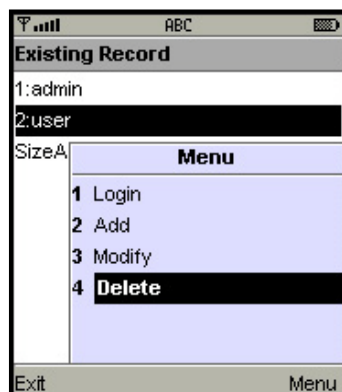 ABC
Existing Record
1:admin
2:user
SizeA
Menu
1 Login
2 Add
3 Modify
4 Delete
Exit Menu